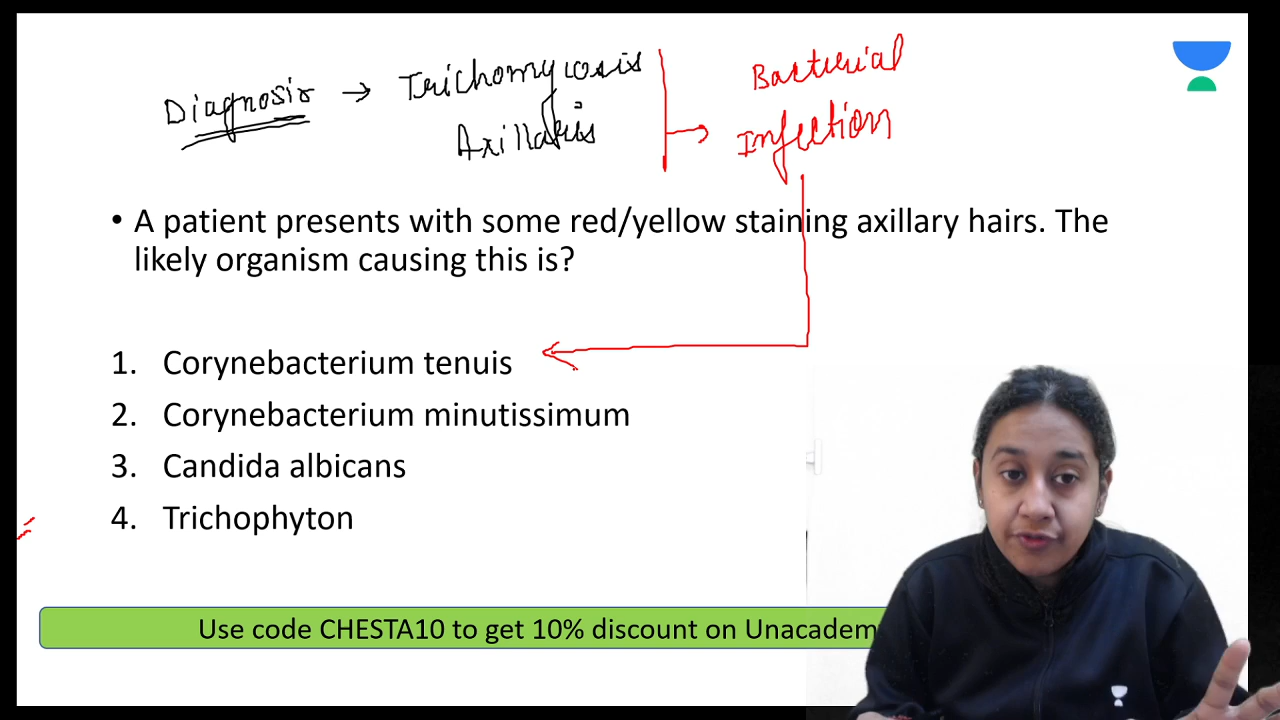 Diagnosis → Trichomycosis
Axillaris
Bacterial
Infection
• A patient presents with some red/yellow staining axillary hairs. The
likely organism causing this is?
1. Corynebacterium tenuis
2. Corynebacterium minutissimum
3. Candida albicans
4. Trichophyton
Use code CHESTA10 to get 10% discount on Unacadem